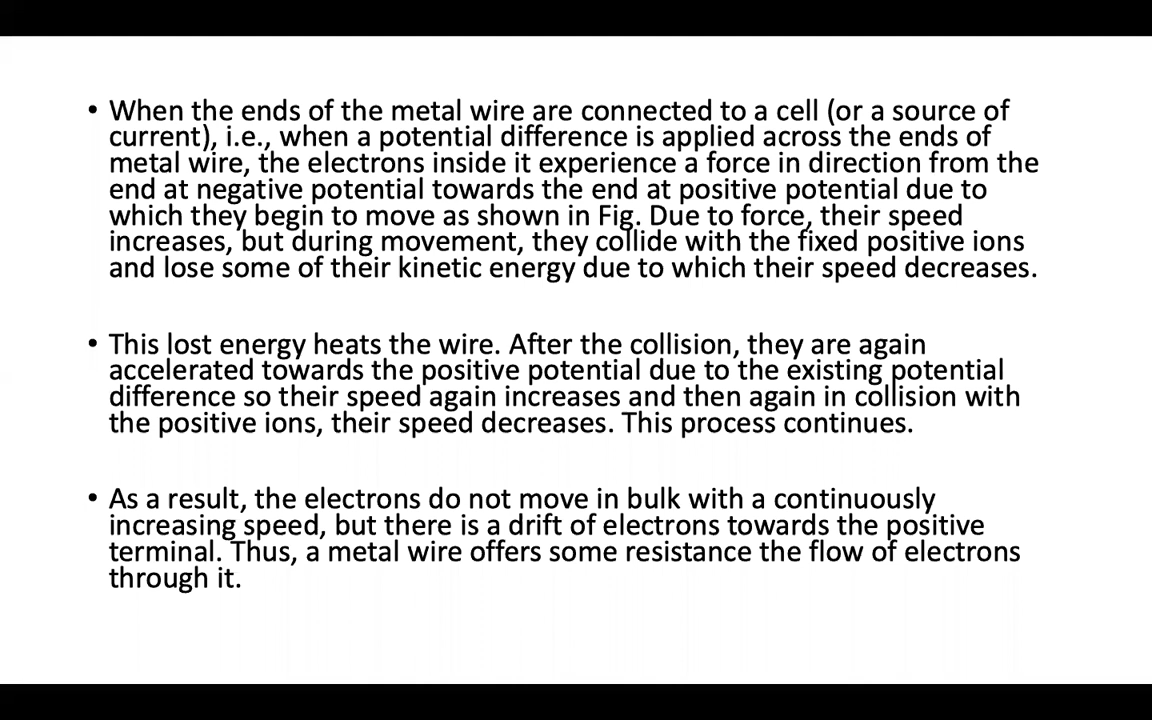 • When the ends of the metal wire are connected to a cell (or a source of
current), i.e., when a potential difference is applied across the ends of
metal wire, the electrons inside it experience a force in direction from the
end at negative potential towards the end at positive potential due to
which they begin to move as shown in Fig. Due to force, their speed
increases, but during movement, they collide with the fixed positive ions
and lose some of their kinetic energy due to which their speed decreases.
• This lost energy heats the wire. After the collision, they are again
accelerated towards the positive potential due to the existing potential
difference so their speed again increases and then again in collision with
the positive ions, their speed decreases. This process continues.
• As a result, the electrons do not move in bulk with a continuously
increasing speed, but there is a drift of electrons towards the positive
terminal. Thus, a metal wire offers some resistance the flow of electrons
through it.